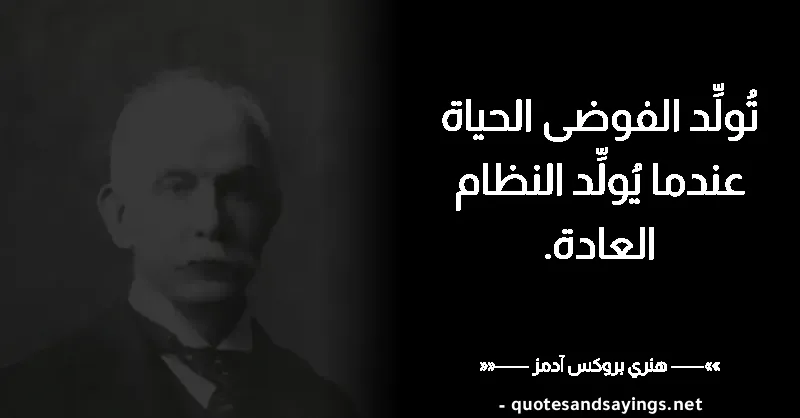 تُولِّد الفوضى الحياة
عندما يُولِّد النظام
العادة.
»»—— هنري بروكس آدمز ——««
- quotesandsayings.net